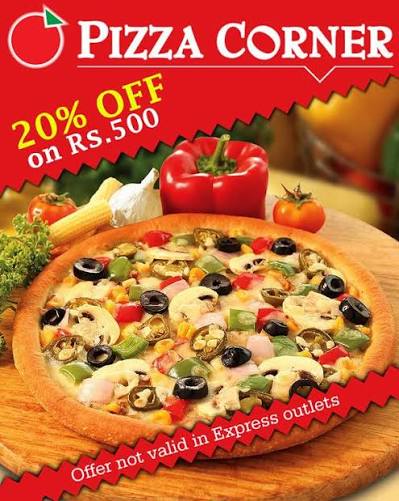 PIZZA CORNER
20% OFF
on Rs.500
Offer not valid in Express outlets